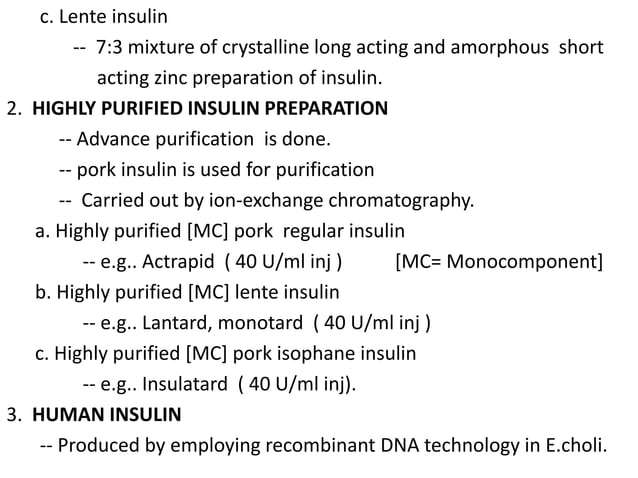 c. Lente insulin
-- 7:3 mixture of crystalline long acting and amorphous short
acting zinc preparation of insulin.
2. HIGHLY PURIFIED INSULIN PREPARATION
-- Advance purification is done.
-- pork insulin is used for purification
-- Carried out by ion-exchange chromatography.
a. Highly purified [MC] pork regular insulin
-- e.g.. Actrapid ( 40 U/ml inj ) [MC= Monocomponent]
b. Highly purified [MC] lente insulin
-- e.g.. Lantard, monotard ( 40 U/ml inj )
c. Highly purified [MC] pork isophane insulin
-- e.g.. Insulatard ( 40 U/ml inj).
3. HUMAN INSULIN
-- Produced by employing recombinant DNA technology in E.choli.